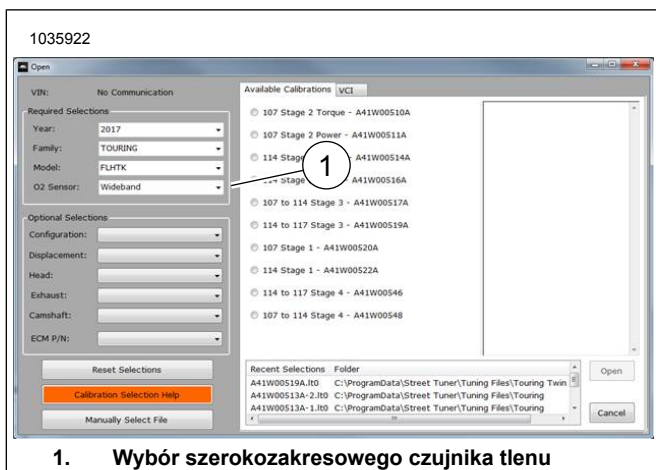 1035922
Open
VIN: No Communication
Required Selections
Year: 2017
Family: TOURING
Model: FLHTK
O2 Sensor: Wideband
Optional Selections
Configuration:
Displacement:
Head:
Exhaust:
Camshaft:
ECM P/N:
Reset Selections
Calibration Selection Help
Manually Select File
Available Calibrations VCI
107 Stage 2 Torque - A41W00510A
107 Stage 2 Power - A41W00511A
114 Stage - A41W00514A
114 Stage A41W00516A
1
107 to 114 Stage 3 - A41W00517A
114 to 117 Stage 3 - A41W00519A
107 Stage 1 - A41W00520A
114 Stage 1 - A41W00522A
114 to 117 Stage 4 - A41W00546
107 to 114 Stage 4 - A41W00548
Recent Selections Folder
A41W00519A.lt0 C:\ProgramData\Street Tuner\Tuning Files\Touring Twin
A41W00513A-2.lt0 C:\ProgramData\Street Tuner\Tuning Files\Touring
A41W00513A-1.lt0 C:\ProgramData\Street Tuner\Tuning Files\Touring
Open
Cancel
1. Wybór szerokozakresowego czujnika tlenu